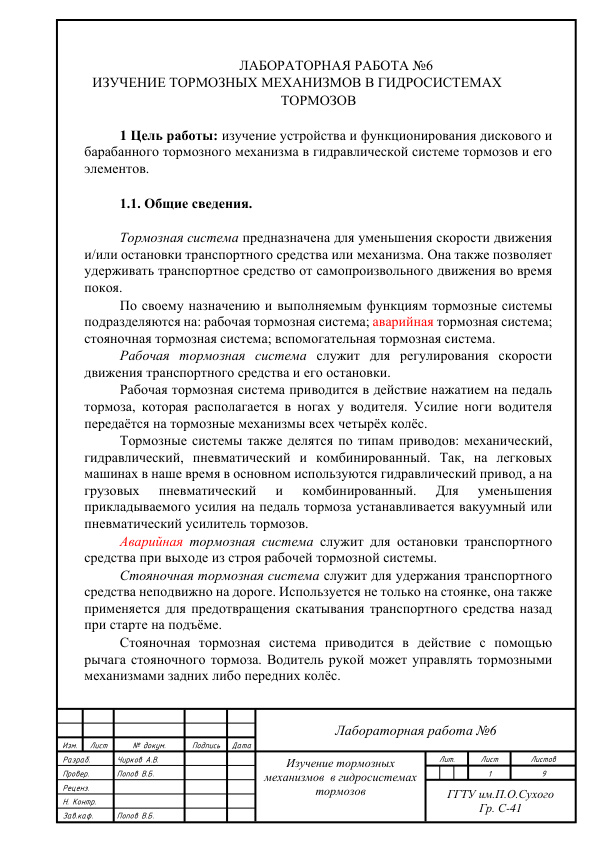 ЛАБОРАТОРНАЯ РАБОТА №6
ИЗУЧЕНИЕ ТОРМОЗНЫХ МЕХАНИЗМОВ В ГИДРОСИСТЕМАХ
ТОРМОЗОВ
1 Цель работы: изучение устройства и функционирования дискового и
барабанного тормозного механизма в гидравлической системе тормозов и его
элементов.
1.1. Общие сведения.
Тормозная система предназначена для уменьшения скорости движения
и/или остановки транспортного средства или механизма. Она также позволяет
удерживать транспортное средство от самопроизвольного движения во время
покоя.
По своему назначению и выполняемым функциям тормозные системы
подразделяются на: рабочая тормозная система; аварийная тормозная система;
стояночная тормозная система; вспомогательная тормозная система.
Рабочая тормозная система служит для регулирования скорости
движения транспортного средства и его остановки.
Рабочая тормозная система приводится в действие нажатием на педаль
тормоза, которая располагается в ногах у водителя. Усилие ноги водителя
передаётся на тормозные механизмы всех четырёх колёс.
Тормозные системы также делятся по типам приводов: механический,
гидравлический, пневматический и комбинированный. Так, на легковых
машинах в наше время в основном используются гидравлический привод, а на
грузовых пневматический и комбинированный. Для уменьшения
прикладываемого усилия на педаль тормоза устанавливается вакуумный или
пневматический усилитель тормозов.
Аварийная тормозная система служит для остановки транспортного
средства при выходе из строя рабочей тормозной системы.
Стояночная тормозная система служит для удержания транспортного
средства неподвижно на дороге. Используется не только на стоянке, она также
применяется для предотвращения скатывания транспортного средства назад
при старте на подъёме.
Стояночная тормозная система приводится в действие с помощью
рычага стояночного тормоза. Водитель рукой может управлять тормозными
механизмами задних либо передних колёс.
Лабораторная работа №6
Изм. Лист № докум. Подпись Дата
Разраб. Чирков А.В.
Провер. Попов В.Б.
Реценз.
Н. Контр.
Зав.каф. Попов В.Б.
Изучение тормозных
механизмов в гидросистемах
тормозов
Лит. Лист Листов
1 9
ГГТУ им.П.О.Сухого
Гр. С-41